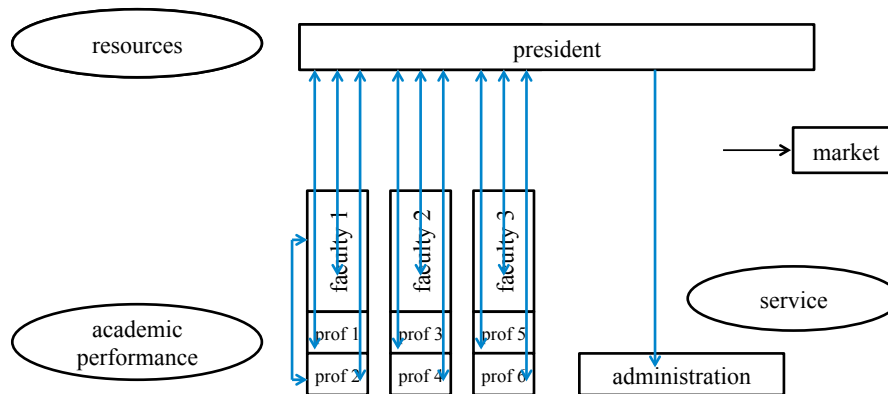 resources
president
market
faculty 1
faculty 2
faculty 3
service
academic
performance
prof 1
prof 3
prof 5
prof 2
prof 4
prof 6
administration